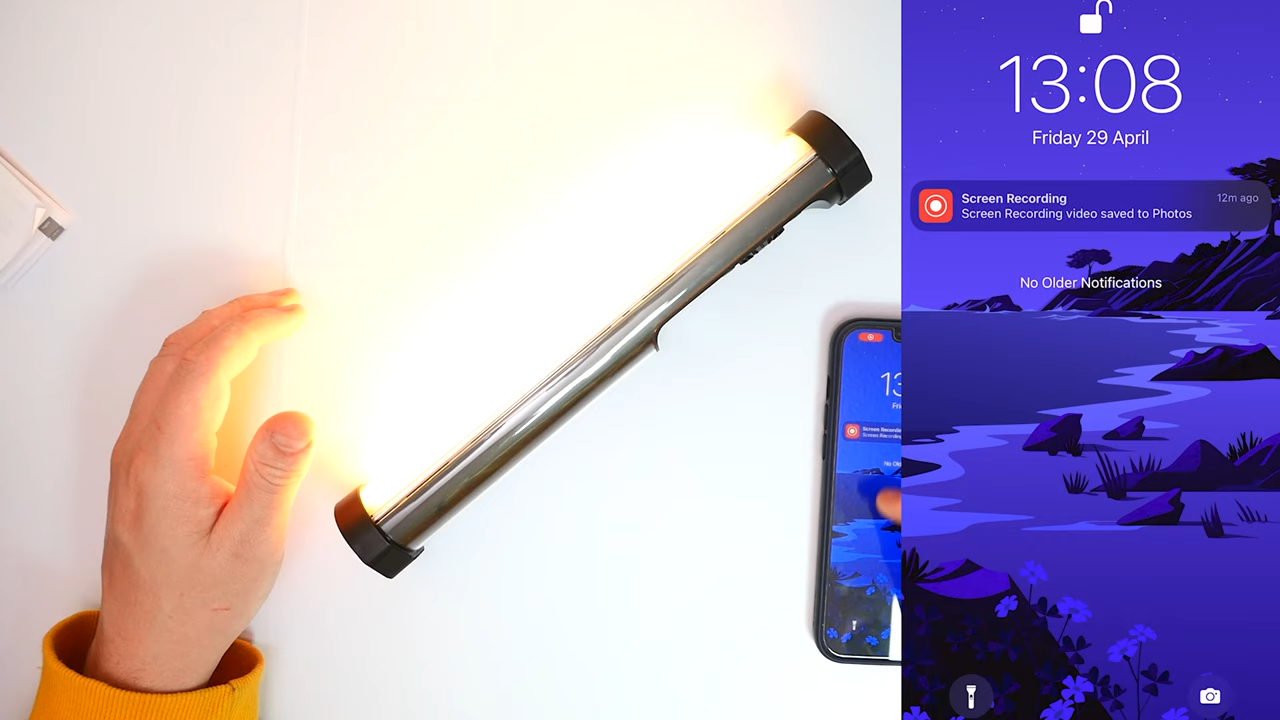 13:08
Friday 29 April
Screen Recording
12m ago
Screen Recording video saved to Photos
No Older Notifications